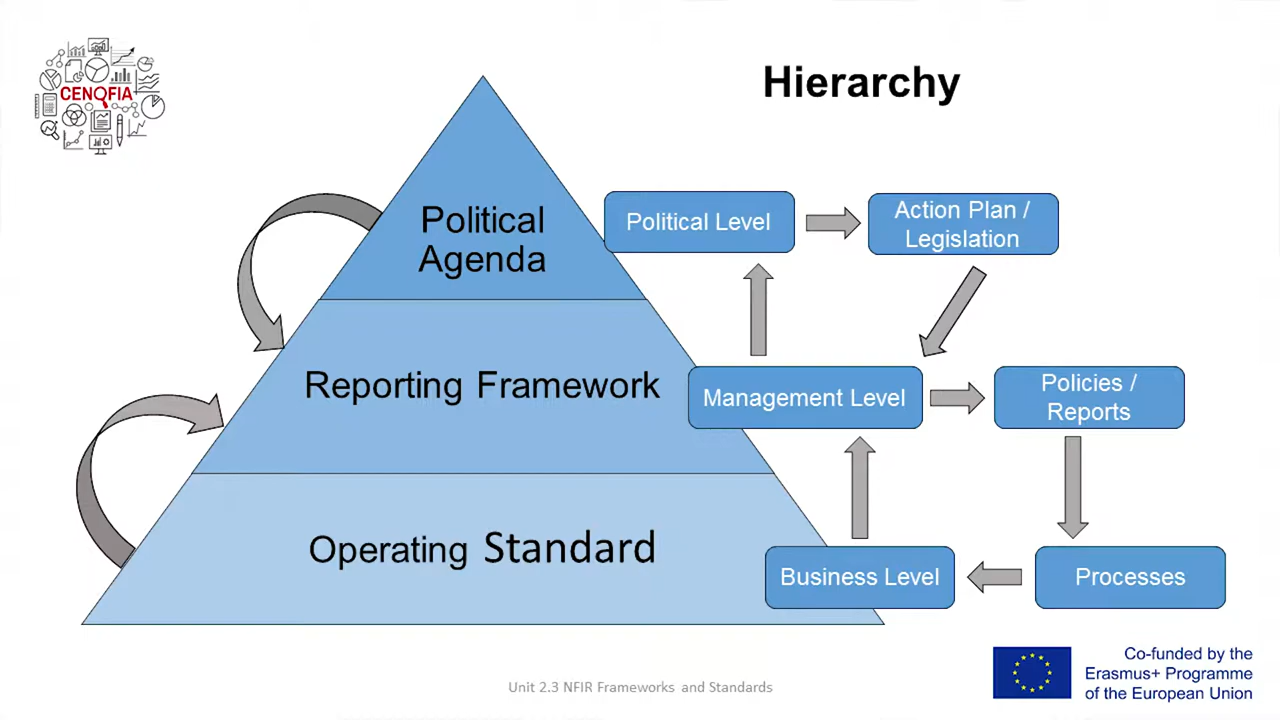 CENOFIA
Hierarchy
Political
Agenda
Political Level
Action Plan /
Legislation
Reporting Framework
Management Level
Policies /
Reports
Operating Standard
Business Level
Processes
Unit 2.3 NFIR Frameworks and Standards
Co-funded by the
Erasmus+ Programme
of the European Union